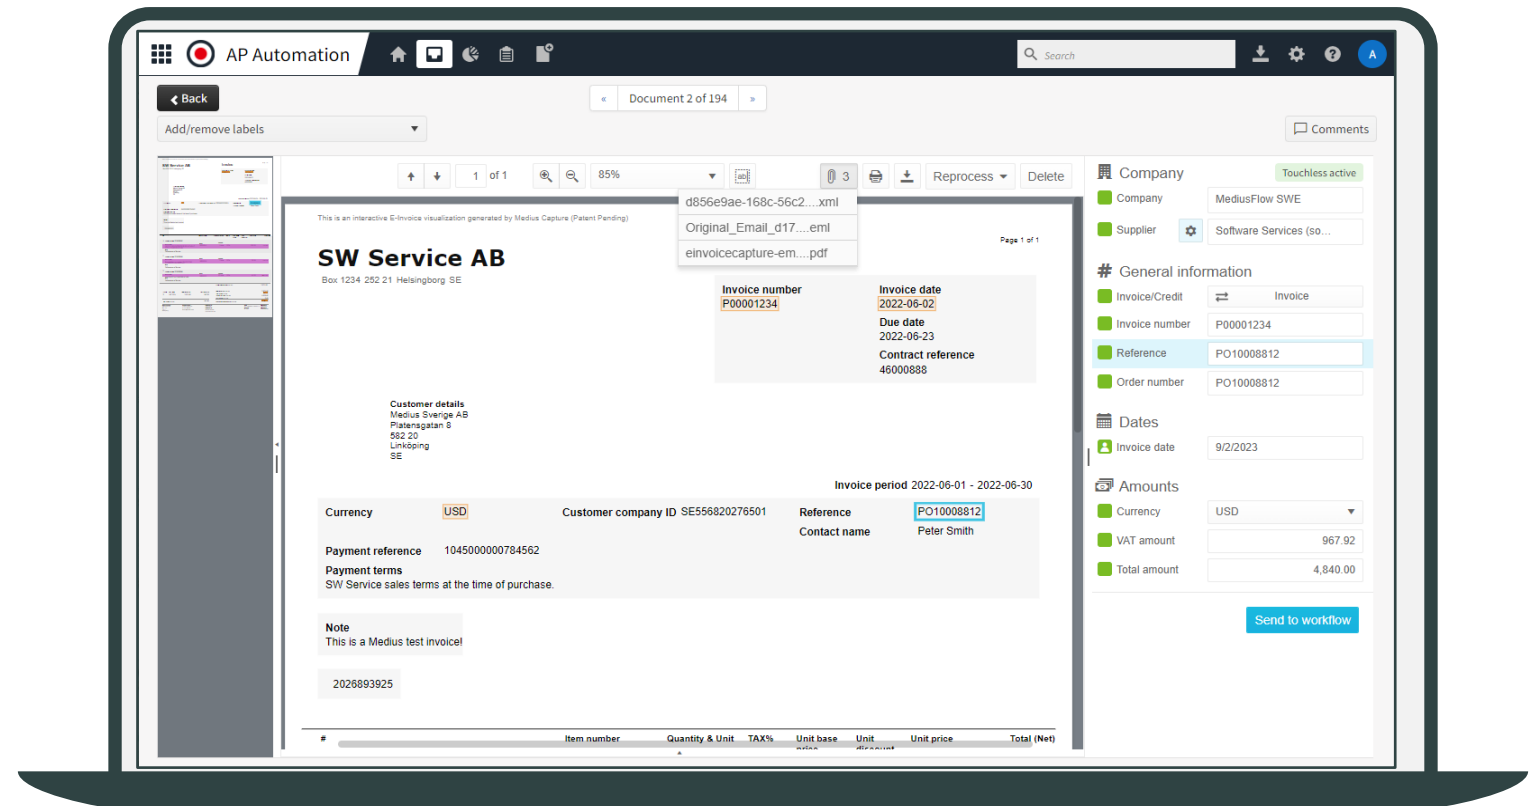 AP Automation
Search
A
Back
« Document 2 of 194 »
Add/remove labels
Comments
1 of 1
85%
ab
3
Reprocess
Delete
d856e9ae-168c-56c2....xml
Original_Email_d17....eml
einvoicecapture-em....pdf
This is an interactive E-Invoice visualization generated by Medius Capture (Patent Pending)
Page 1 of 1
SW Service AB
Box 1234 252 21 Helsingborg SE
Invoice number
P00001234
Invoice date
2022-06-02
Due date
2022-06-23
Contract reference
46000888
Customer details
Medius Sverige AB
Platensgatan 8
582 20
Linköping
SE
Invoice period 2022-06-01 - 2022-06-30
Currency USD Customer company ID SE556820276501 Reference PO10008812
Contact name Peter Smith
Payment reference 1045000000784562
Payment terms
SW Service sales terms at the time of purchase.
Note
This is a Medius test invoice!
2026893925
# Item number Quantity & Unit TAX% Unit base price Unit discount Unit price Total (Net)
Company Touchless active
Company MediusFlow SWE
Supplier Software Services (so...
# General information
Invoice/Credit Invoice
Invoice number P00001234
Reference PO10008812
Order number PO10008812
Dates
Invoice date 9/2/2023
Amounts
Currency USD
VAT amount 967.92
Total amount 4,840.00
Send to workflow